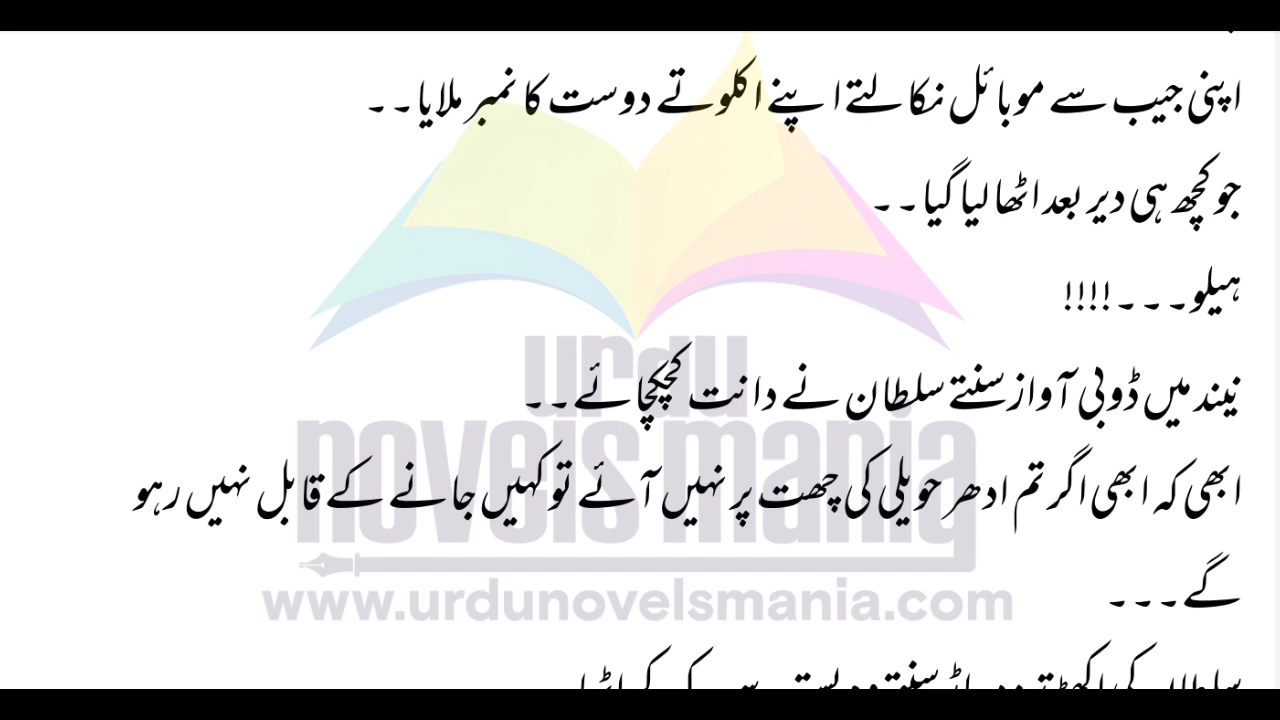 اپنی جیب سے موبائل نکالتے اپنے اکلوتے دوست کا نمبر ملایا۔۔
جو کچھ ہی دیر بعد اٹھا لیا گیا۔۔
ہیلو۔۔۔!!!!
نیند میں ڈوبی آواز سنتے سلطان نے دانت کچکچائے۔۔
ابھی کہ ابھی اگر تم ادھر حویلی کی چھت پر نہیں آئے تو کہیں جانے کے قابل نہیں رہو
گے۔۔۔
urdu
novels mania
www.urdunovelsmania.com